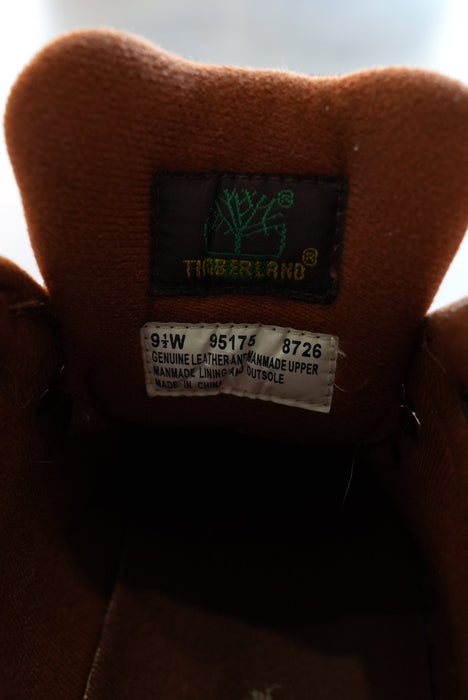 ®
TIMBERLAND®
9½W 95175 8726
GENUINE LEATHER AND MANMADE UPPER
MANMADE LINING AND OUTSOLE
MADE IN CHINA